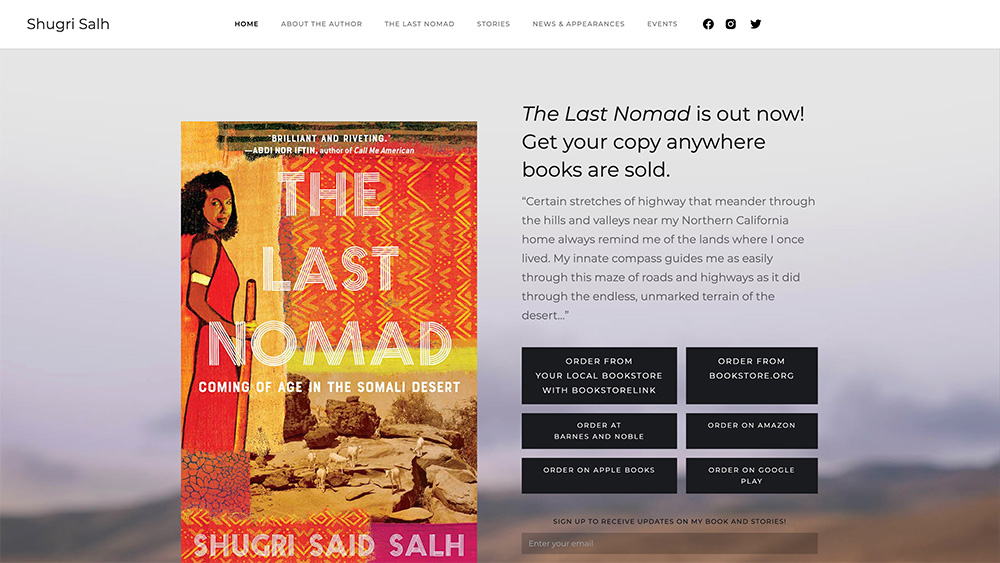 Shugri Salh
HOME
ABOUT THE AUTHOR
THE LAST NOMAD
STORIES
NEWS & APPEARANCES
EVENTS
"BRILLIANT AND RIVETING."
—ABDI NOR IFTIN, author of Call Me American
THE
LAST
NOMAD
COMING OF AGE IN THE SOMALI DESERT
SHUGRI SAID SALH
The Last Nomad is out now!
Get your copy anywhere
books are sold.
“Certain stretches of highway that meander through
the hills and valleys near my Northern California
home always remind me of the lands where I once
lived. My innate compass guides me as easily
through this maze of roads and highways as it did
through the endless, unmarked terrain of the
desert...”
ORDER FROM
YOUR LOCAL BOOKSTORE
WITH BOOKSTORELINK
ORDER FROM
BOOKSTORE.ORG
ORDER AT
BARNES AND NOBLE
ORDER ON AMAZON
ORDER ON APPLE BOOKS
ORDER ON GOOGLE
PLAY
SIGN UP TO RECEIVE UPDATES ON MY BOOK AND STORIES!
Enter your email